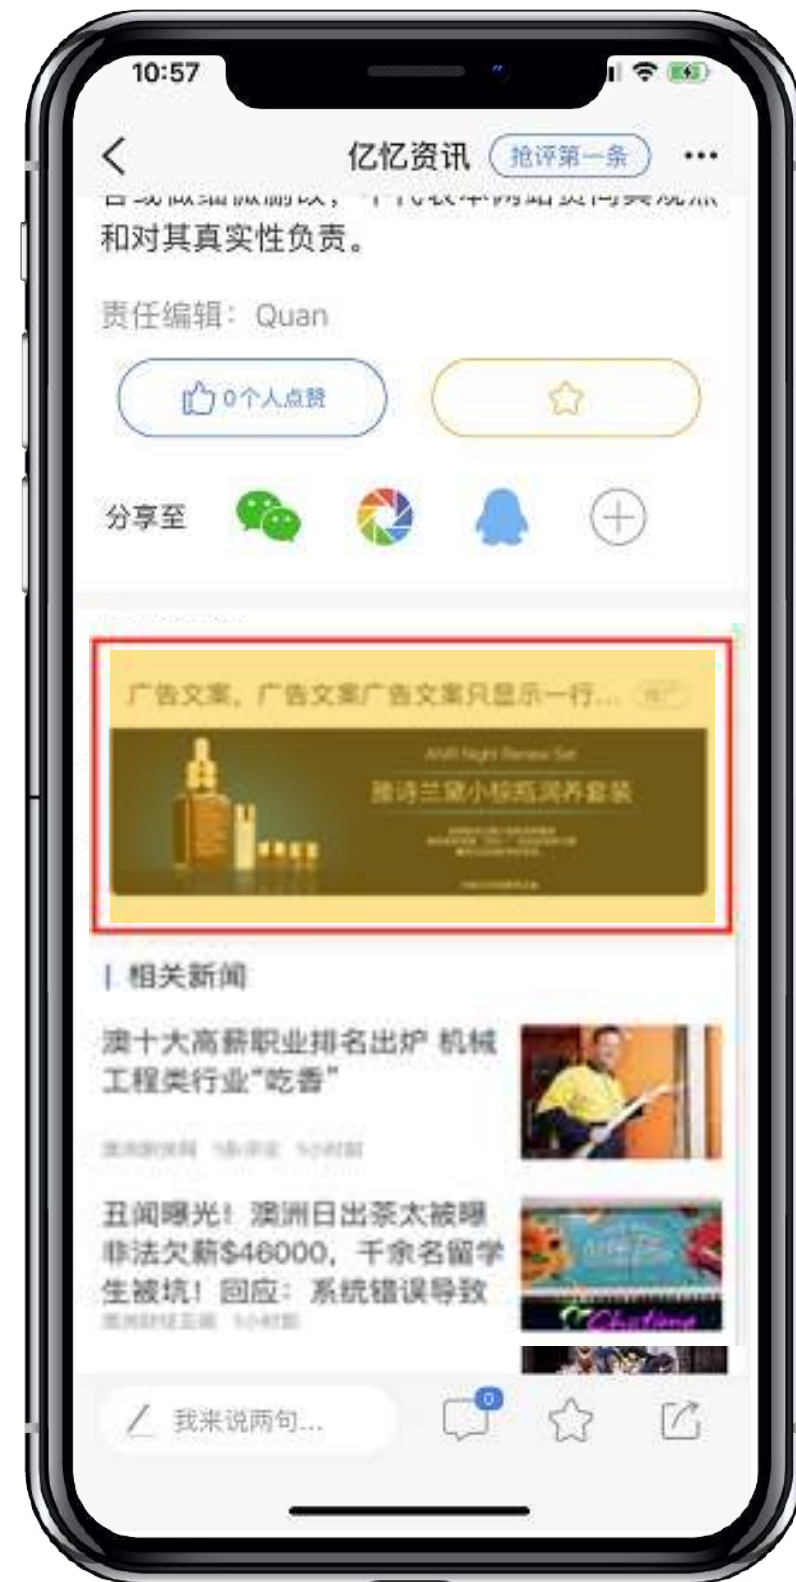 10:57
亿忆资讯 抢评第一条
和对其真实性负责。
责任编辑：Quan
0个人点赞
分享至
广告文案，广告文案广告文案只显示一行...
ANR Night Renew Set
雅诗兰黛小棕瓶润养套装
相关新闻
澳十大高薪职业排名出炉 机械
工程类行业“吃香”
丑闻曝光！澳洲日出茶太被曝
非法欠薪$46000，千余名留学
生被坑！回应：系统错误导致
Chatime
我来说两句...
0